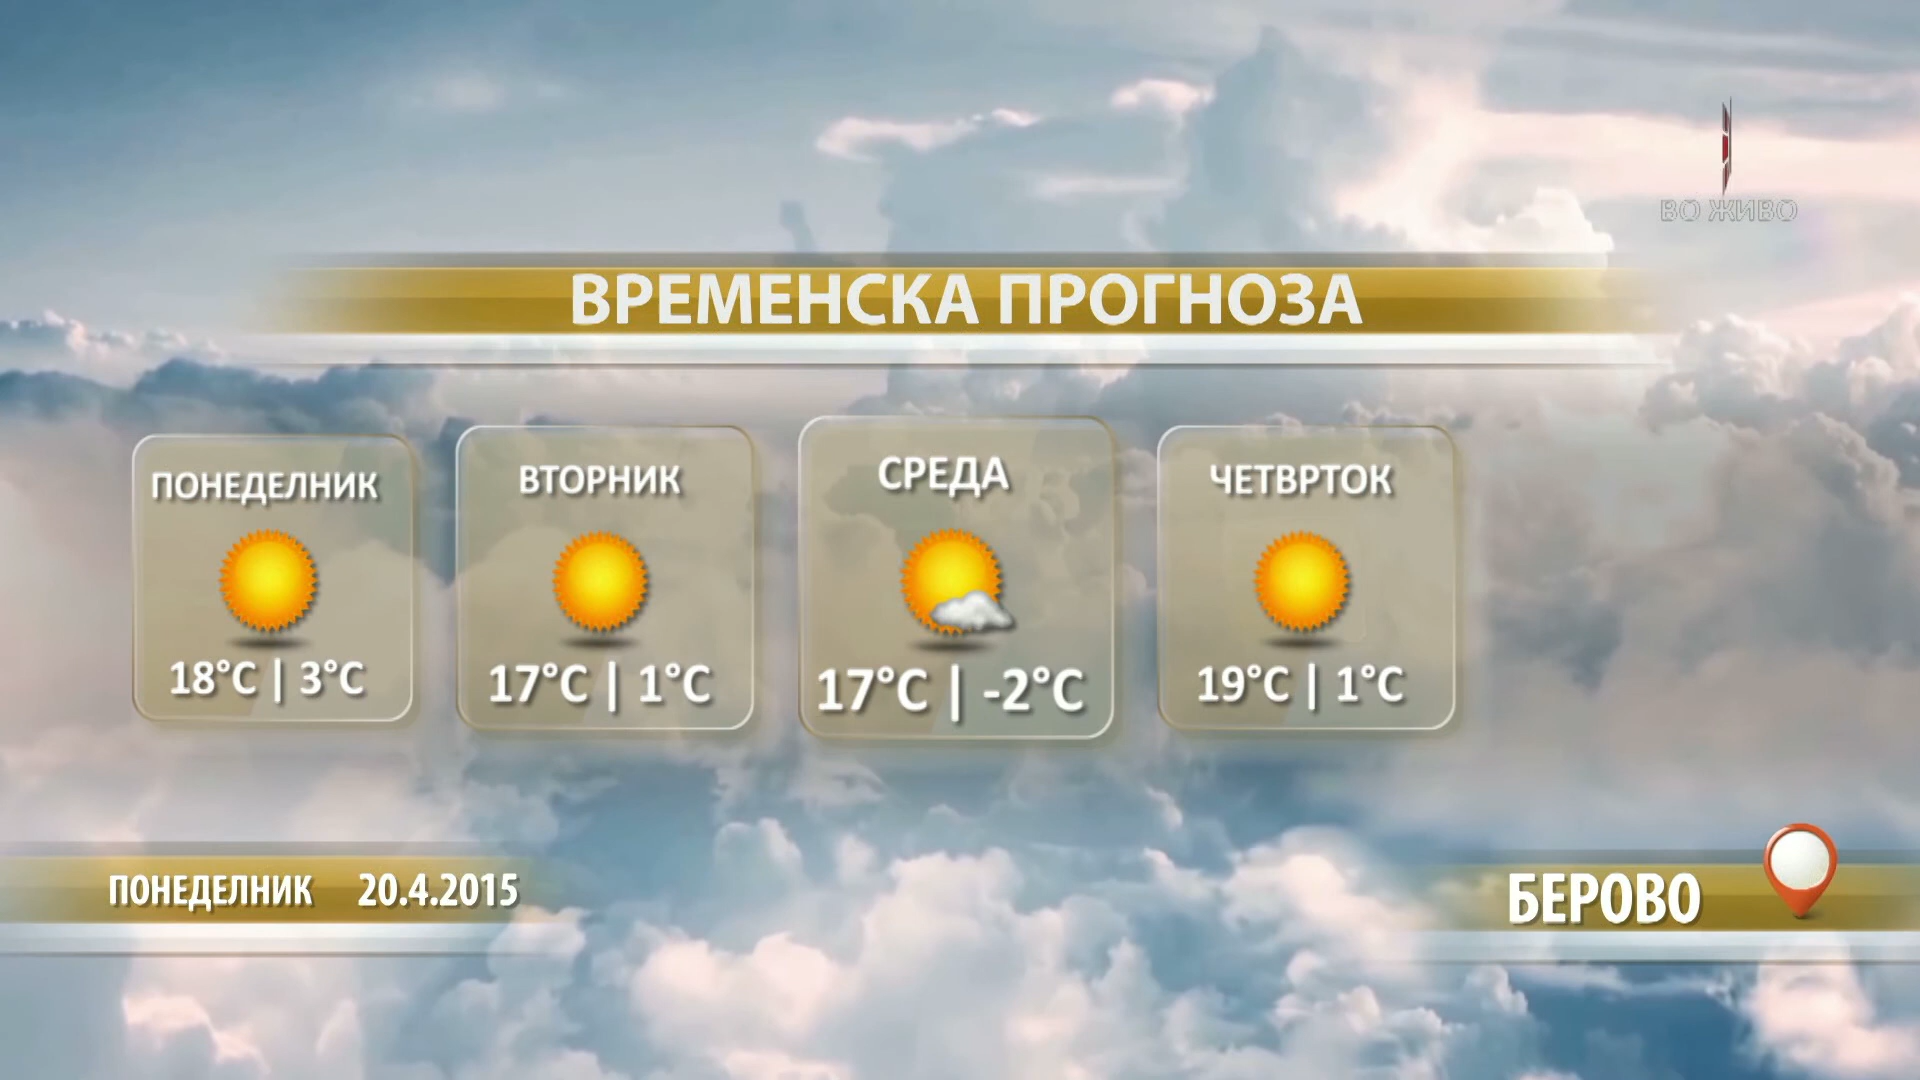 ВО ЖИВО
ВРЕМЕНСКА ПРОГНОЗА
ПОНЕДЕЛНИК
18°C | 3°C
ВТОРНИК
17°C | 1°C
СРЕДА
17°C | -2°C
ЧЕТВРТОК
19°C | 1°C
ПОНЕДЕЛНИК 20.4.2015
БЕРОВО